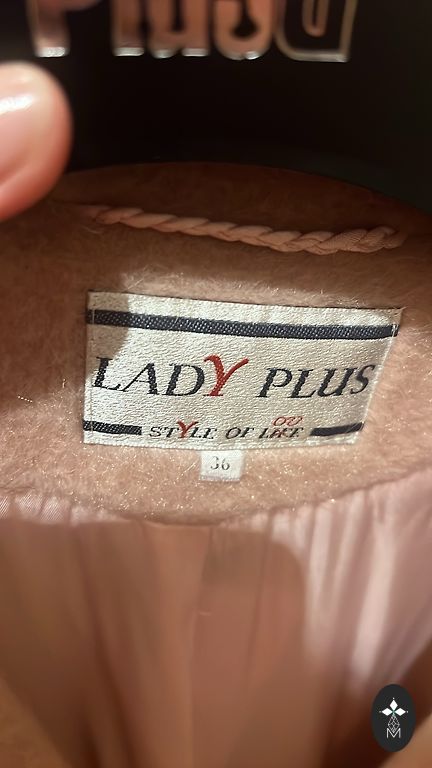 LADY PLUS
STYLE OF LIFE
36
M